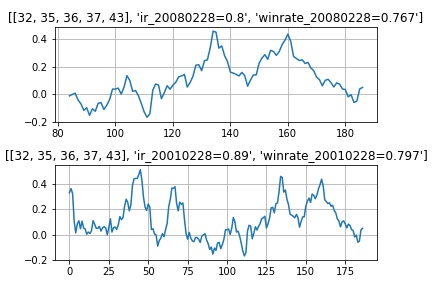 [[32, 35, 36, 37, 43], 'ir_20080228=0.8', 'winrate_20080228=0.767']
0.4
0.2
0.0
−0.2
80 100 120 140 160 180
[[32, 35, 36, 37, 43], 'ir_20010228=0.89', 'winrate_20010228=0.797']
0.4
0.2
0.0
−0.2
0 25 50 75 100 125 150 175